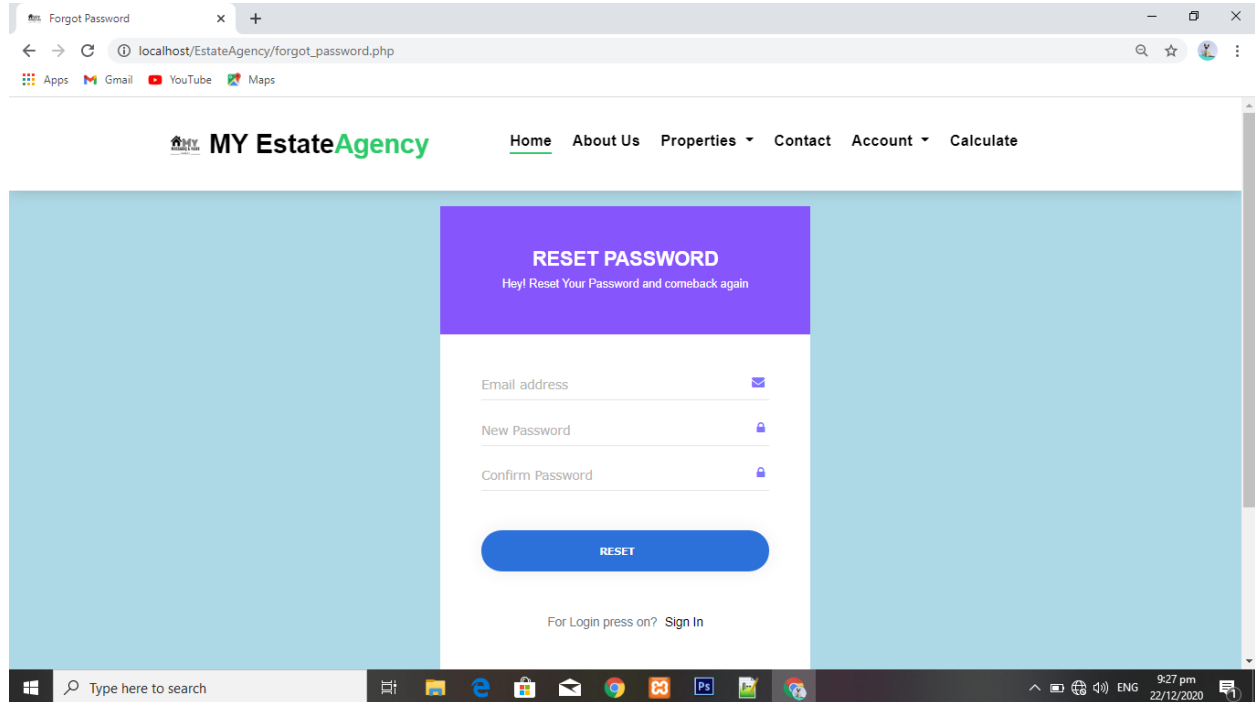 Forgot Password
localhost/EstateAgency/forgot_password.php
Apps Gmail YouTube Maps
MY EstateAgency Home About Us Properties Contact Account Calculate
RESET PASSWORD
Hey! Reset Your Password and comeback again
Email address
New Password
Confirm Password
RESET
For Login press on? Sign In
Type here to search
Ps
ENG
9:27 pm
22/12/2020
1